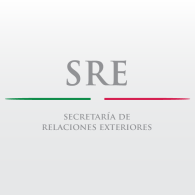 SRE
SECRETARÍA DE
RELACIONES EXTERIORES